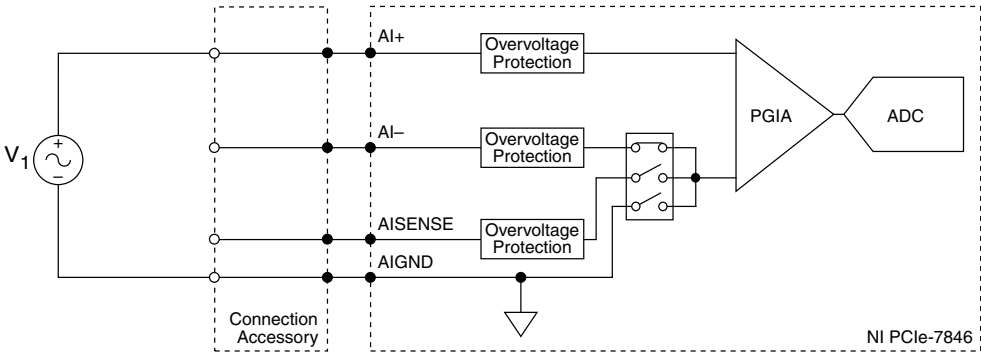 AI+
Overvoltage
Protection
PGIA
ADC
AI–
Overvoltage
Protection
V1
+
–
AISENSE
Overvoltage
Protection
AIGND
Connection
Accessory
NI PCIe-7846